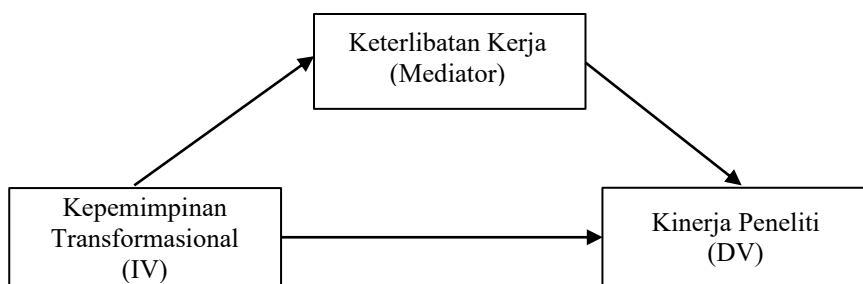 Keterlibatan Kerja
(Mediator)
Kepemimpinan
Transformasional
(IV)
Kinerja Peneliti
(DV)